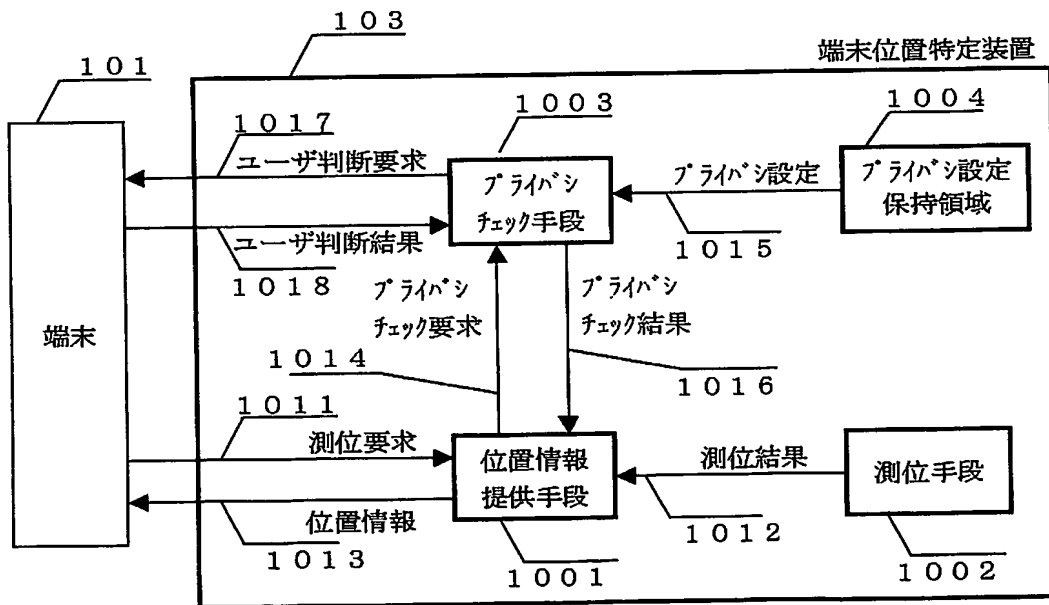 １０３
端末位置特定装置
１０１
１０１７
１００３
１００４
ユーザ判断要求
プライバシ
チェック手段
プライバシ設定
プライバシ設定
保持領域
ユーザ判断結果
１０１８
１０１５
プライバシ
チェック要求
プライバシ
チェック結果
端末
１０１４
１０１６
１０１１
測位要求
位置情報
提供手段
測位結果
測位手段
位置情報
１０１３
１００１
１０１２
１００２